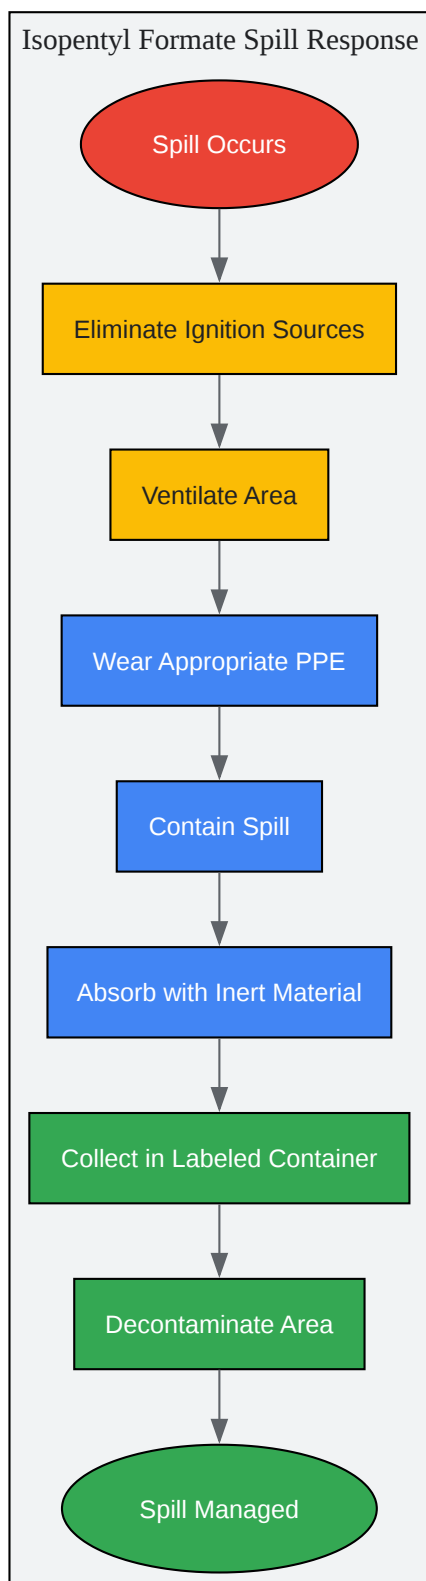 Isopentyl Formate Spill Response
Spill Occurs
Eliminate Ignition Sources
Ventilate Area
Wear Appropriate PPE
Contain Spill
Absorb with Inert Material
Collect in Labeled Container
Decontaminate Area
Spill Managed